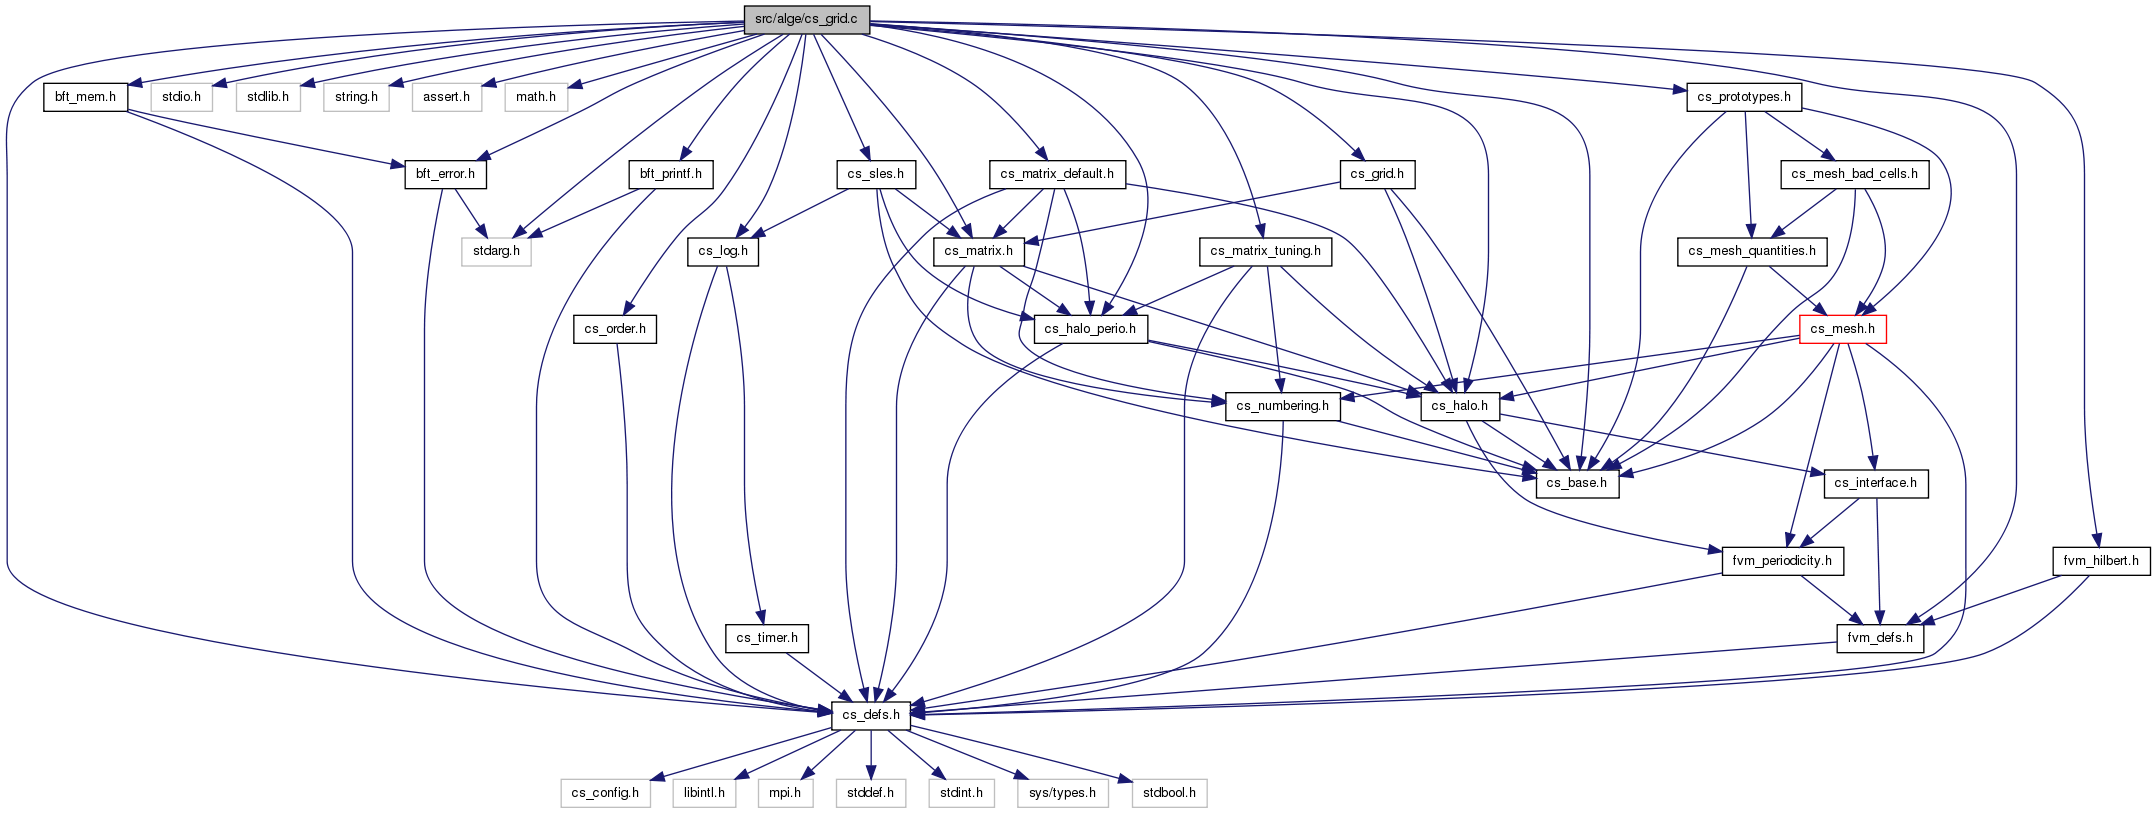 src/alge/cs_grid.c
bft_mem.h
stdio.h
stdlib.h
string.h
assert.h
math.h
cs_prototypes.h
bft_error.h
bft_printf.h
cs_sles.h
cs_matrix_default.h
cs_grid.h
cs_mesh_bad_cells.h
stdarg.h
cs_log.h
cs_matrix.h
cs_matrix_tuning.h
cs_mesh_quantities.h
cs_order.h
cs_halo_perio.h
cs_mesh.h
cs_numbering.h
cs_halo.h
cs_base.h
cs_interface.h
fvm_periodicity.h
fvm_hilbert.h
cs_timer.h
fvm_defs.h
cs_defs.h
cs_config.h
libintl.h
mpi.h
stddef.h
stdint.h
sys/types.h
stdbool.h